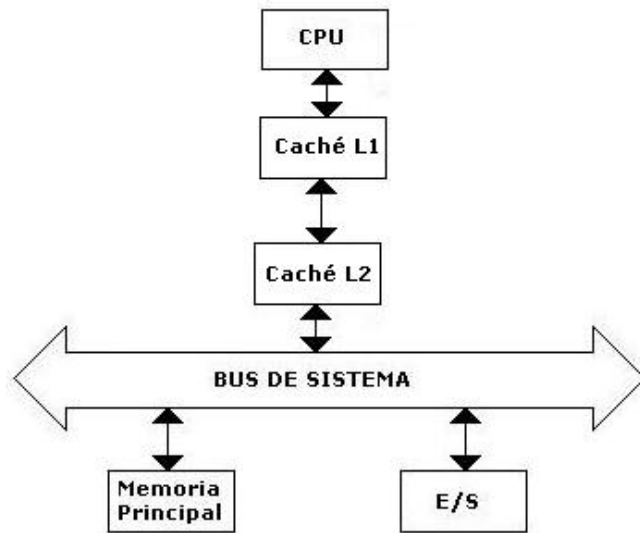 CPU
Caché L1
Caché L2
BUS DE SISTEMA
Memoria
Principal
E/S